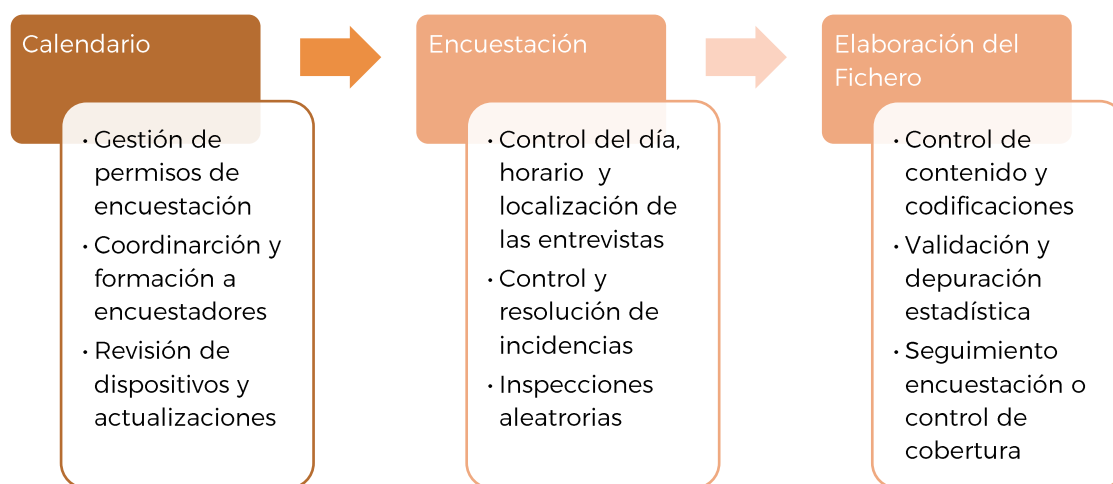 Calendario
· Gestión de
permisos de
encuestación
· Coordinarción y
formación a
encuestadores
· Revisión de
dispositivos y
actualizaciones
Encuestación
· Control del día,
horario y
localización de
las entrevistas
· Control y
resolución de
incidencias
· Inspecciones
aleatrorias
Elaboración del
Fichero
· Control de
contenido y
codificaciones
· Validación y
depuración
estadística
· Seguimiento
encuestación o
control de
cobertura